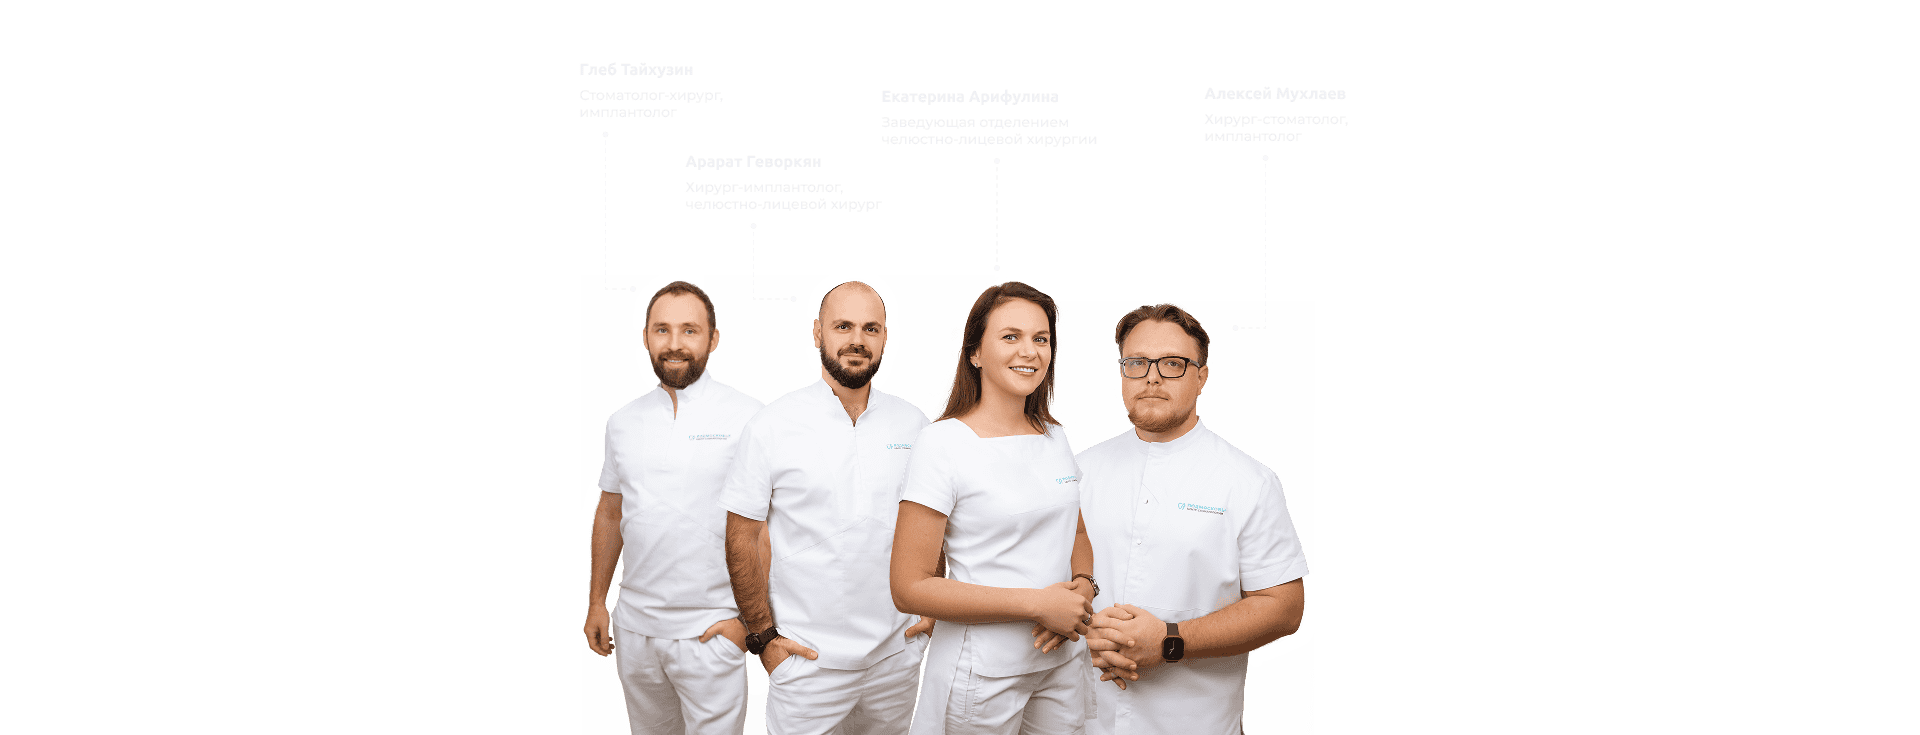 Глеб Тайхузин
Стоматолог-хирург,
имплантолог
Арарат Геворкян
Хирург-имплантолог,
челюстно-лицевой хирург
Екатерина Арифулина
Заведующая отделением
челюстно-лицевой хирургии
Алексей Мухлаев
Хирург-стоматолог,
имплантолог